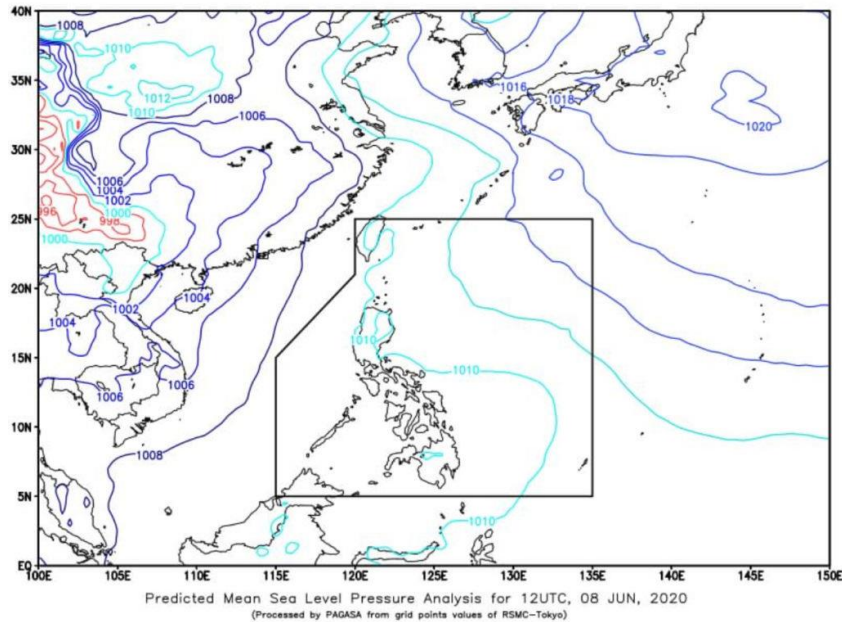 40N
1008
1010
1016
35N
1012
1018
1010
1008
1006
1020
30N
1006
1004
1002
1000
996
998
25N
1000
20N
1004
1002
1004
1010
15N
1010
1006
1006
10N
1008
5N
1010
EQ
100E 105E 110E 115E 120E 125E 130E 135E 140E 145E 150E
Predicted Mean Sea Level Pressure Analysis for 12UTC, 08 JUN, 2020
(Processed by PAGASA from grid points values of RSMC-Tokyo)